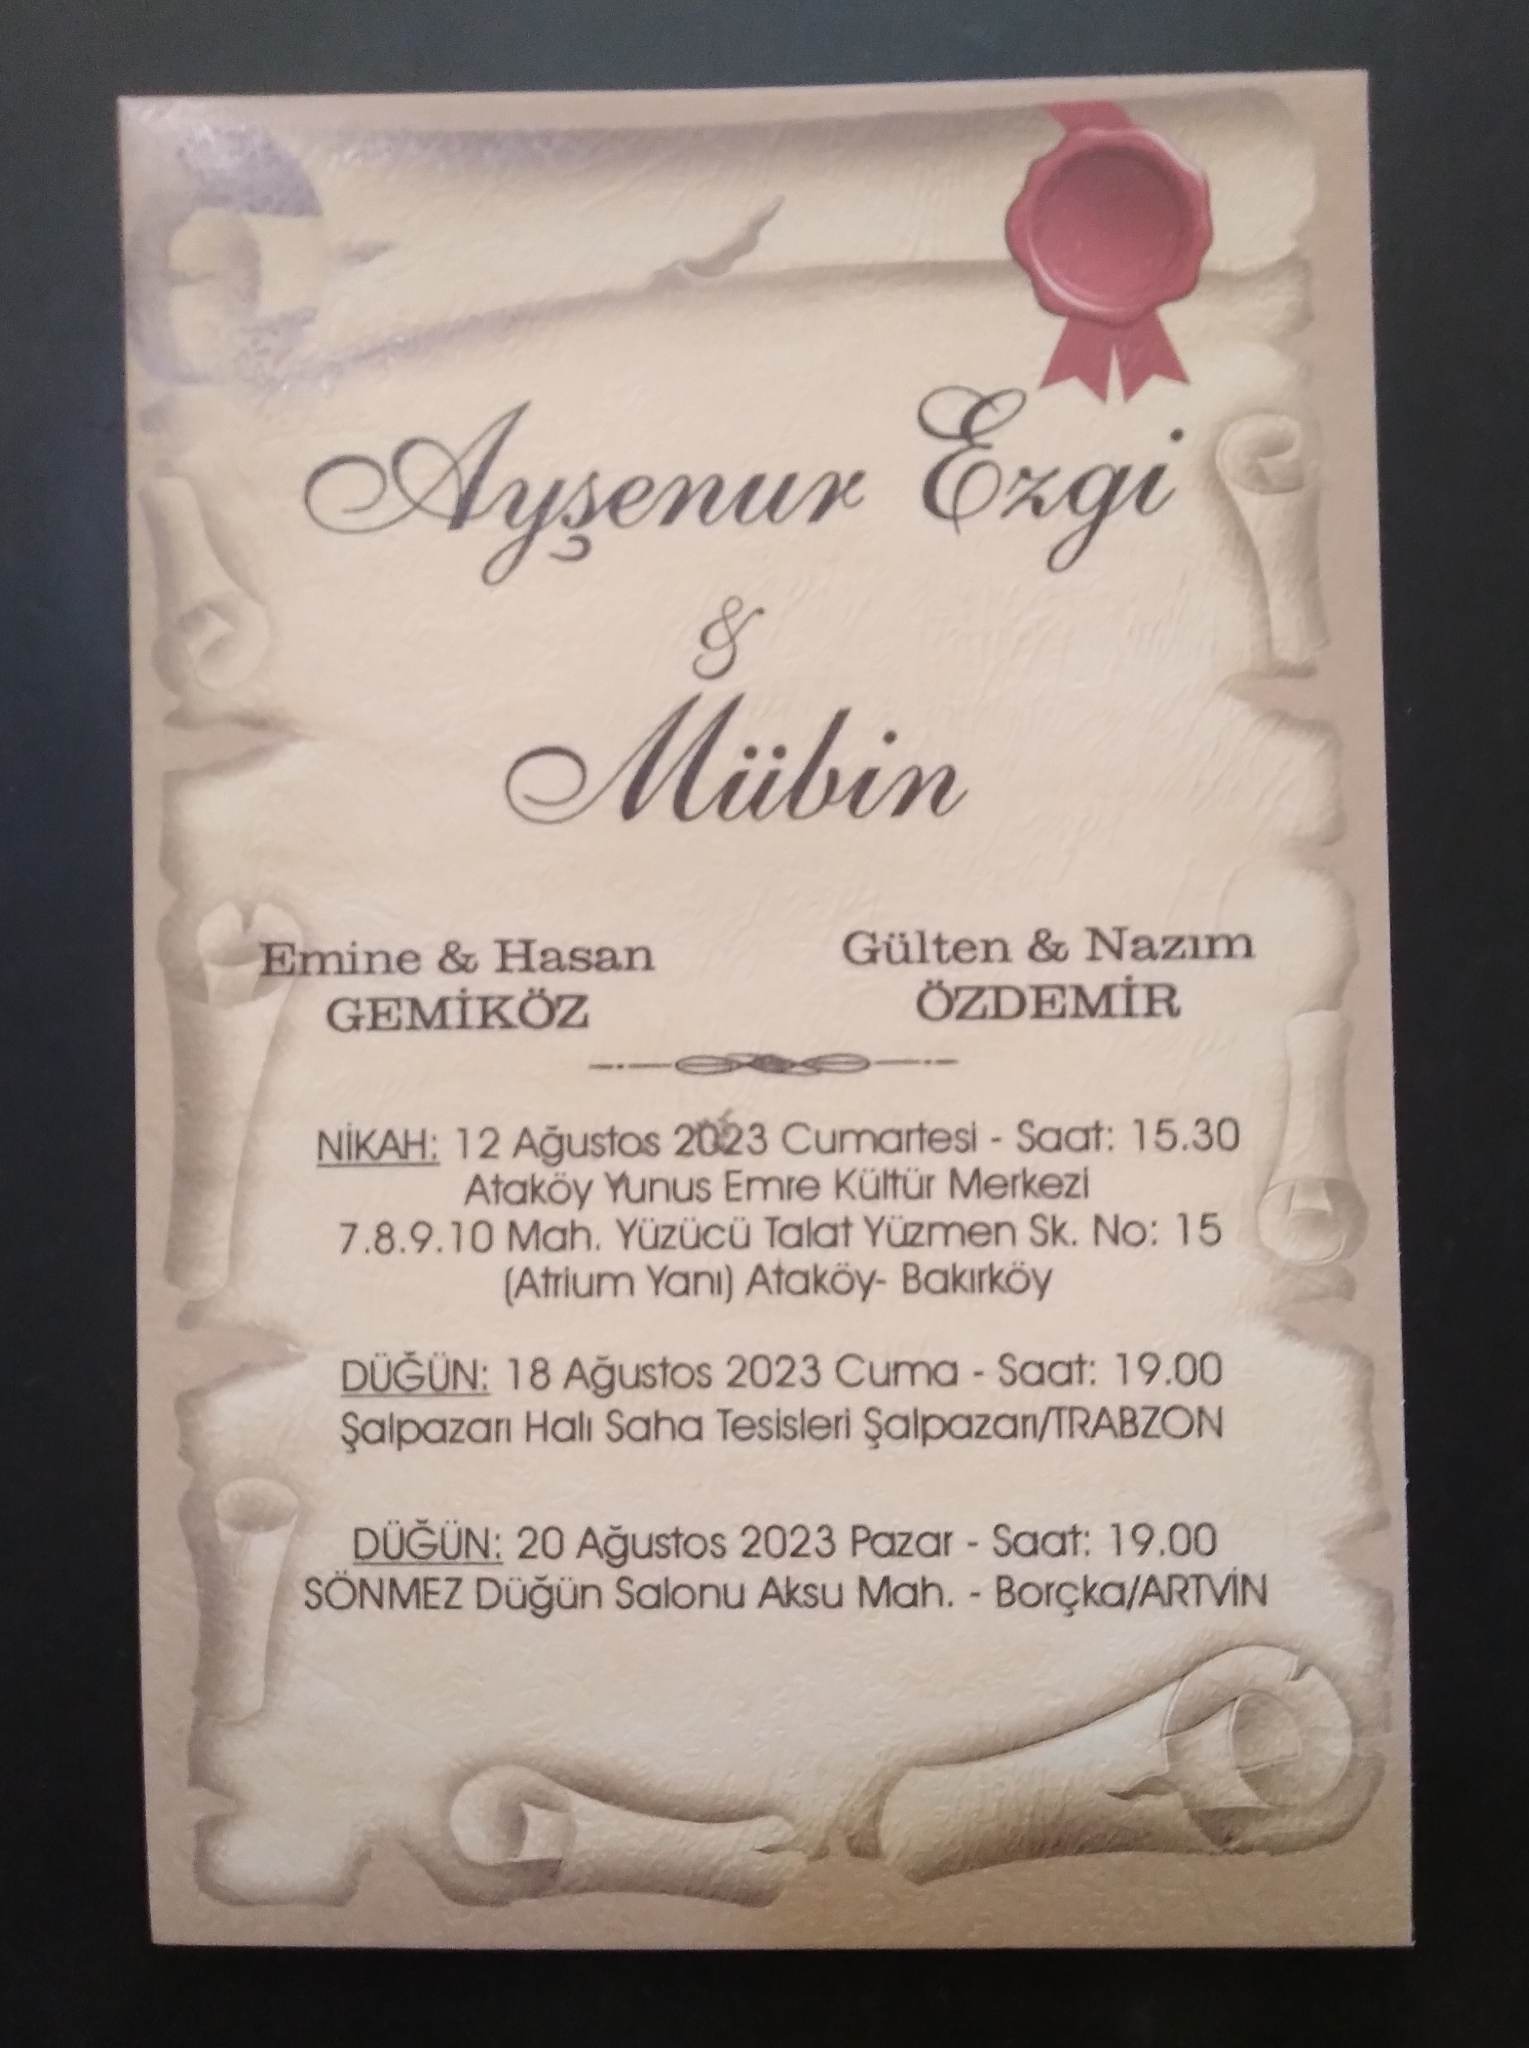 Ayşenur Ezgi
&
Mübin
Emine & Hasan
GEMİKÖZ
Gülten & Nazım
ÖZDEMİR
NİKAH: 12 Ağustos 2023 Cumartesi - Saat: 15.30
Ataköy Yunus Emre Kültür Merkezi
7.8.9.10 Mah. Yüzücü Talat Yüzmen Sk. No: 15
(Atrium Yanı) Ataköy- Bakırköy
DÜĞÜN: 18 Ağustos 2023 Cuma - Saat: 19.00
Şalpazarı Halı Saha Tesisleri Şalpazarı/TRABZON
DÜĞÜN: 20 Ağustos 2023 Pazar - Saat: 19.00
SÖNMEZ Düğün Salonu Aksu Mah. - Borçka/ARTVİN